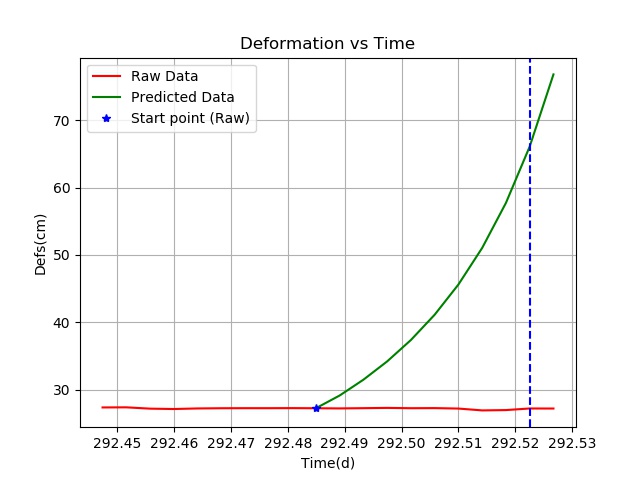 Deformation vs Time
Raw Data
Predicted Data
Start point (Raw)
Defs(cm)
70
60
50
40
30
292.45 292.46 292.47 292.48 292.49 292.50 292.51 292.52 292.53
Time(d)